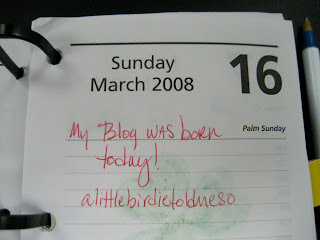 Sunday
March 2008
16
Palm Sunday
My Blog was born
today!
alittlebirdietoldmeso